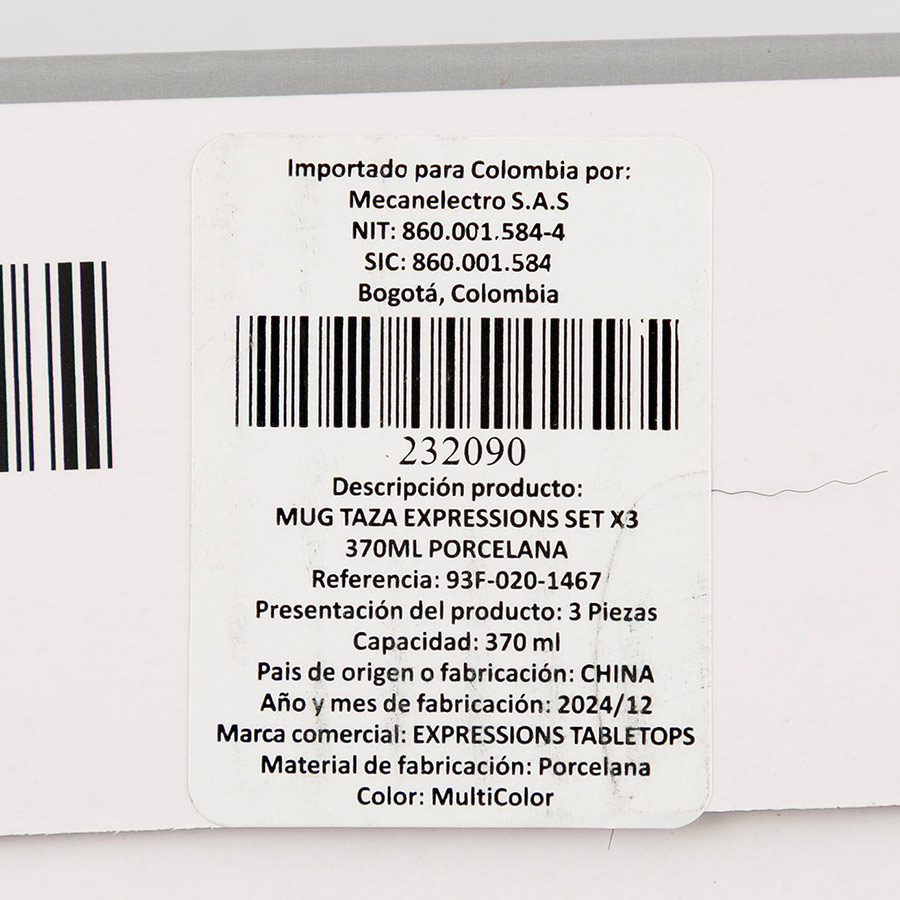 Importado para Colombia por:
Mecanelectro S.A.S
NIT: 860.001.584-4
SIC: 860.001.584
Bogotá, Colombia
232090
Descripción producto:
MUG TAZA EXPRESSIONS SET X3
370ML PORCELANA
Referencia: 93F-020-1467
Presentación del producto: 3 Piezas
Capacidad: 370 ml
Pais de origen o fabricación: CHINA
Año y mes de fabricación: 2024/12
Marca comercial: EXPRESSIONS TABLETOPS
Material de fabricación: Porcelana
Color: MultiColor